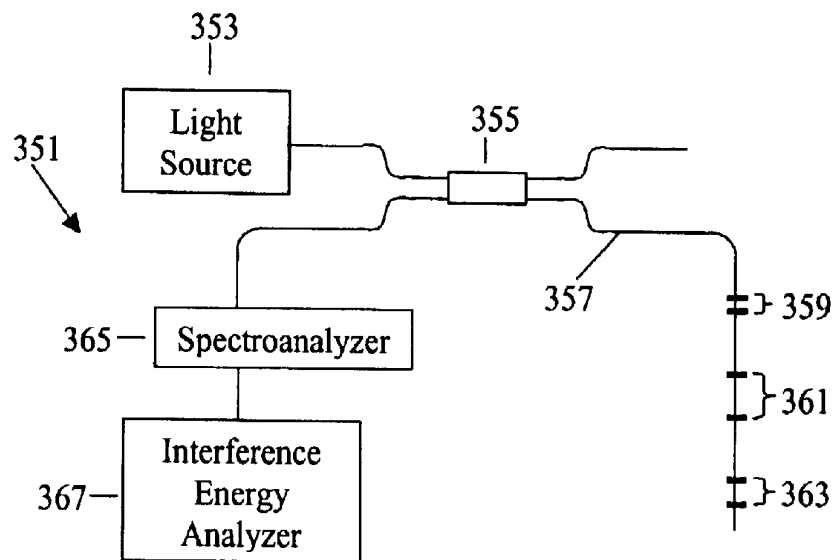 353
Light
Source
355
351
357
359
365
Spectroanalyzer
361
Interference
Energy
Analyzer
367
363